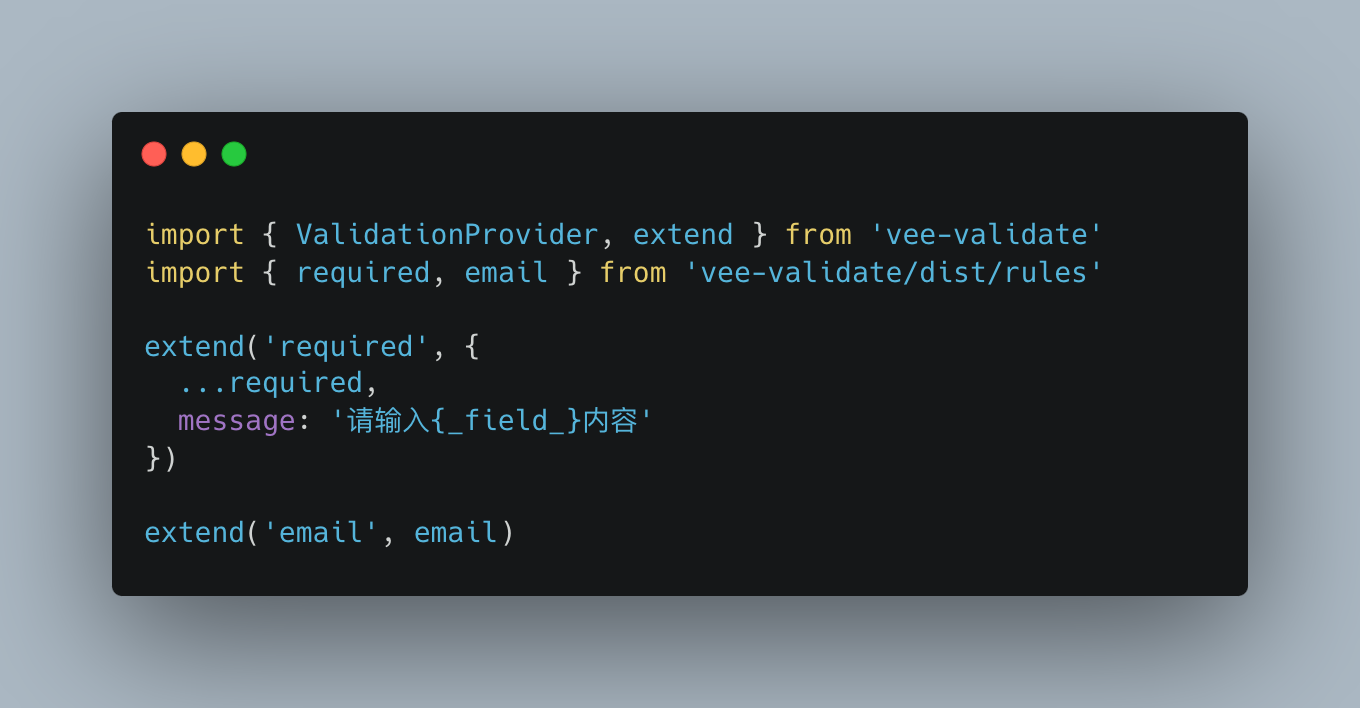 import { ValidationProvider, extend } from 'vee-validate'
import { required, email } from 'vee-validate/dist/rules'
extend('required', {
  ...required,
  message: '请输入{_field_}内容'
})
extend('email', email)